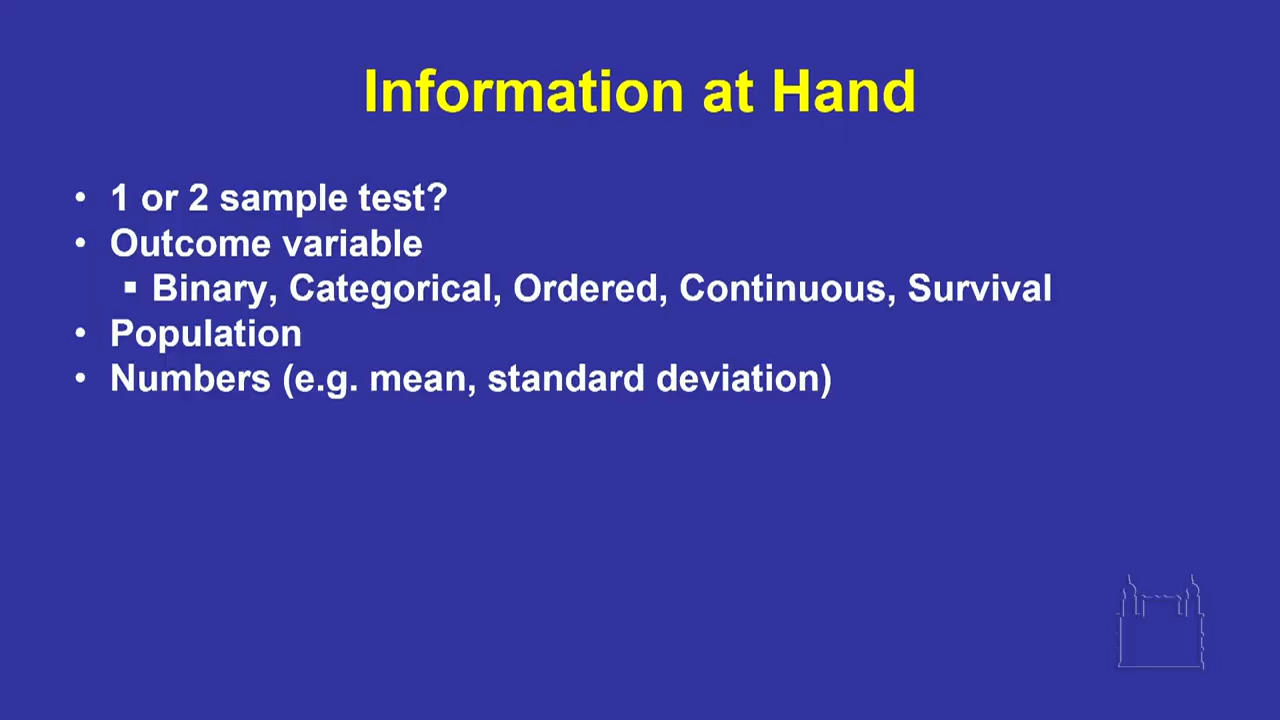 Information at Hand
• 1 or 2 sample test?
• Outcome variable
▪ Binary, Categorical, Ordered, Continuous, Survival
• Population
• Numbers (e.g. mean, standard deviation)